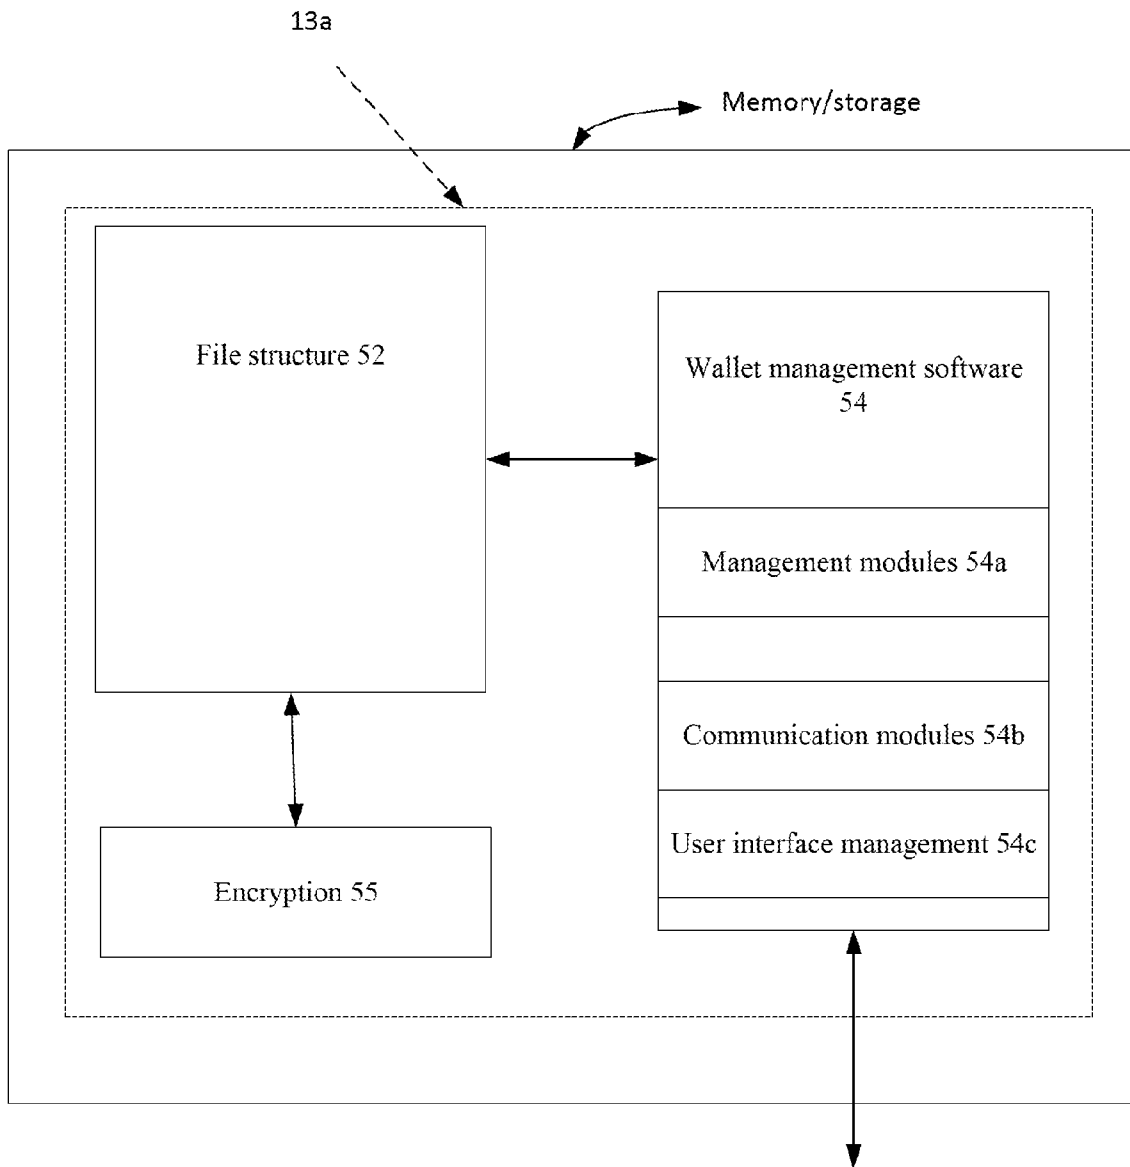 13a
Memory/storage
File structure 52
Wallet management software
54
Management modules 54a
Communication modules 54b
User interface management 54c
Encryption 55